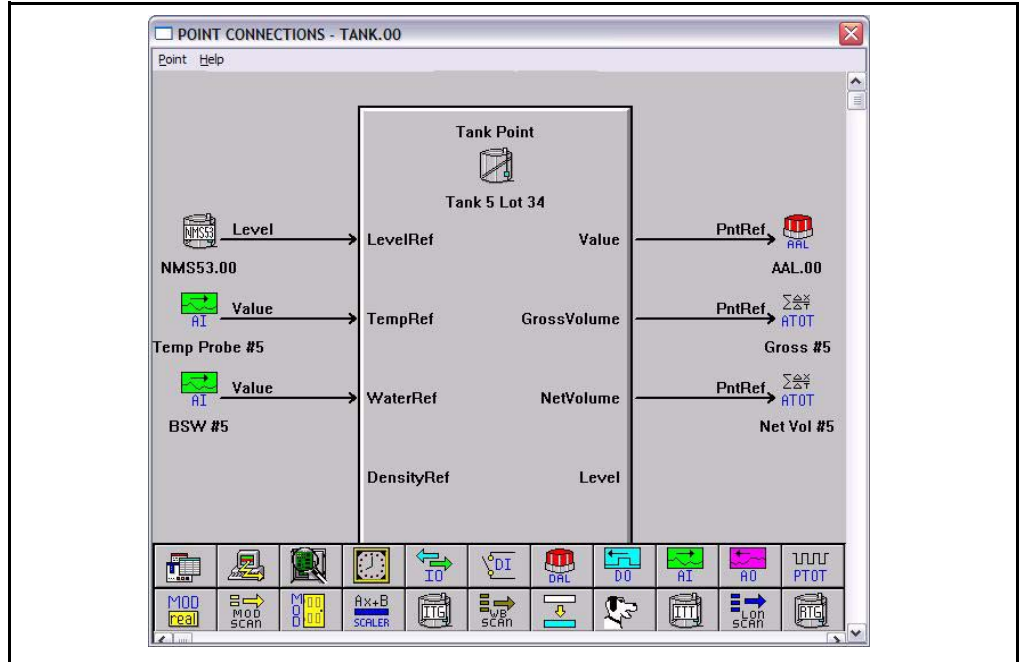 POINT CONNECTIONS - TANK.00
Point Help
Tank Point
Tank 5 Lot 34
NMS53
Level
LevelRef
Value
PntRef
AAL
NMS53.00
AAL.00
AI
Value
TempRef
GrossVolume
PntRef
ATOT
Temp Probe #5
Gross #5
AI
Value
WaterRef
NetVolume
PntRef
ATOT
BSW #5
Net Vol #5
DensityRef
Level
IO
DI
DAL
DO
AI
AO
PTOT
MOD real
MOD SCAN
MOD
Ax+B SCALER
ITG
WB SCAN
ITT
LON SCAN
RTG